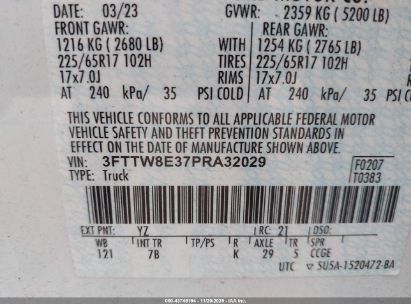 DATE: 03/23 GVWR: 2359 KG (5200 LB)
FRONT GAWR: REAR GAWR:
1216 KG (2680 LB) WITH 1254 KG (2765 LB)
225/65R17 102H TIRES 225/65R17 102H
17x7.0J RIMS 17x7.0J
AT 240 kPa/ 35 PSI COLD AT 240 kPa/ 35 PSI COLD
THIS VEHICLE CONFORMS TO ALL APPLICABLE FEDERAL MOTOR
VEHICLE SAFETY AND THEFT PREVENTION STANDARDS IN
EFFECT ON THE DATE OF MANUFACTURE SHOWN ABOVE.
VIN: 3FTTW8E37PRA32029 F0207
TYPE: Truck T0383
EXT PNT: YZ RC: 21 DSO:
WB INT TR TP/PS R AXLE TR SPR
121 7B K 29 5 CCGE
UTC SU5A-1520472-BA